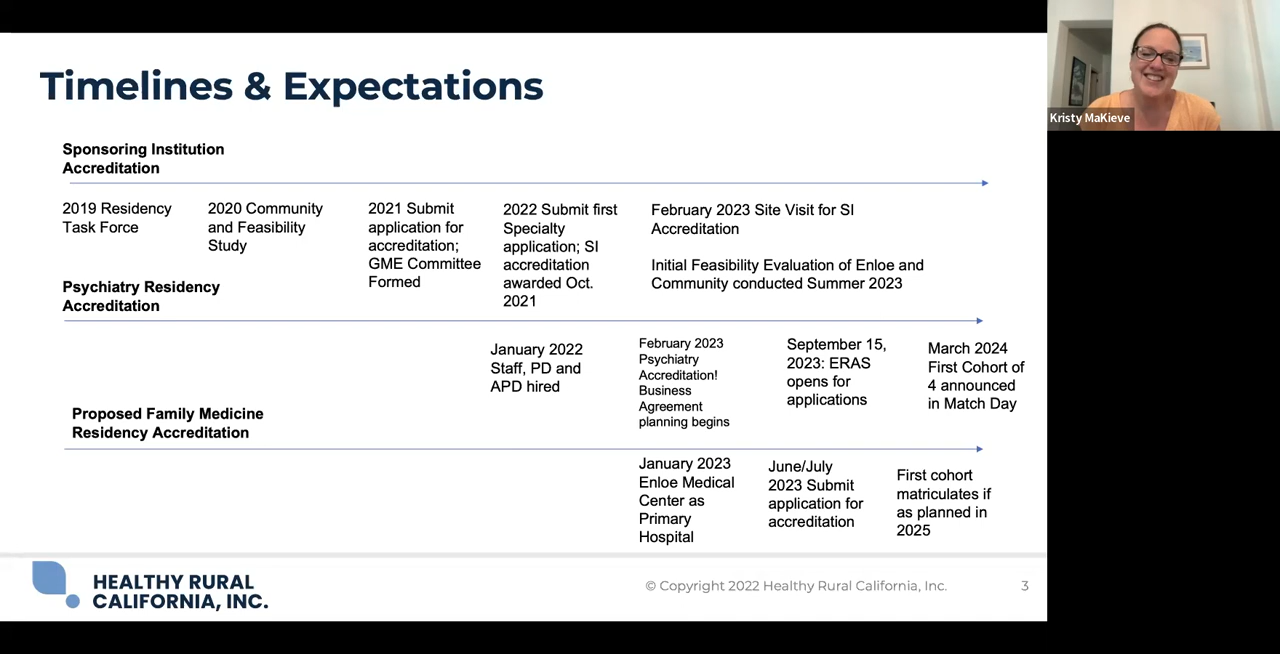 Timelines & Expectations
Kristy MaKieve
Sponsoring Institution
Accreditation
2019 Residency
Task Force
2020 Community
and Feasibility
Study
2021 Submit
application for
accreditation;
GME Committee
Formed
2022 Submit first
Specialty
application; SI
accreditation
awarded Oct.
2021
February 2023 Site Visit for SI
Accreditation
Initial Feasibility Evaluation of Enloe and
Community conducted Summer 2023
Psychiatry Residency
Accreditation
January 2022
Staff, PD and
APD hired
February 2023
Psychiatry
Accreditation!
Business
Agreement
planning begins
September 15,
2023: ERAS
opens for
applications
March 2024
First Cohort of
4 announced
in Match Day
Proposed Family Medicine
Residency Accreditation
January 2023
Enloe Medical
Center as
Primary
Hospital
June/July
2023 Submit
application for
accreditation
First cohort
matriculates if
as planned in
2025
HEALTHY RURAL
CALIFORNIA, INC.
© Copyright 2022 Healthy Rural California, Inc.
3